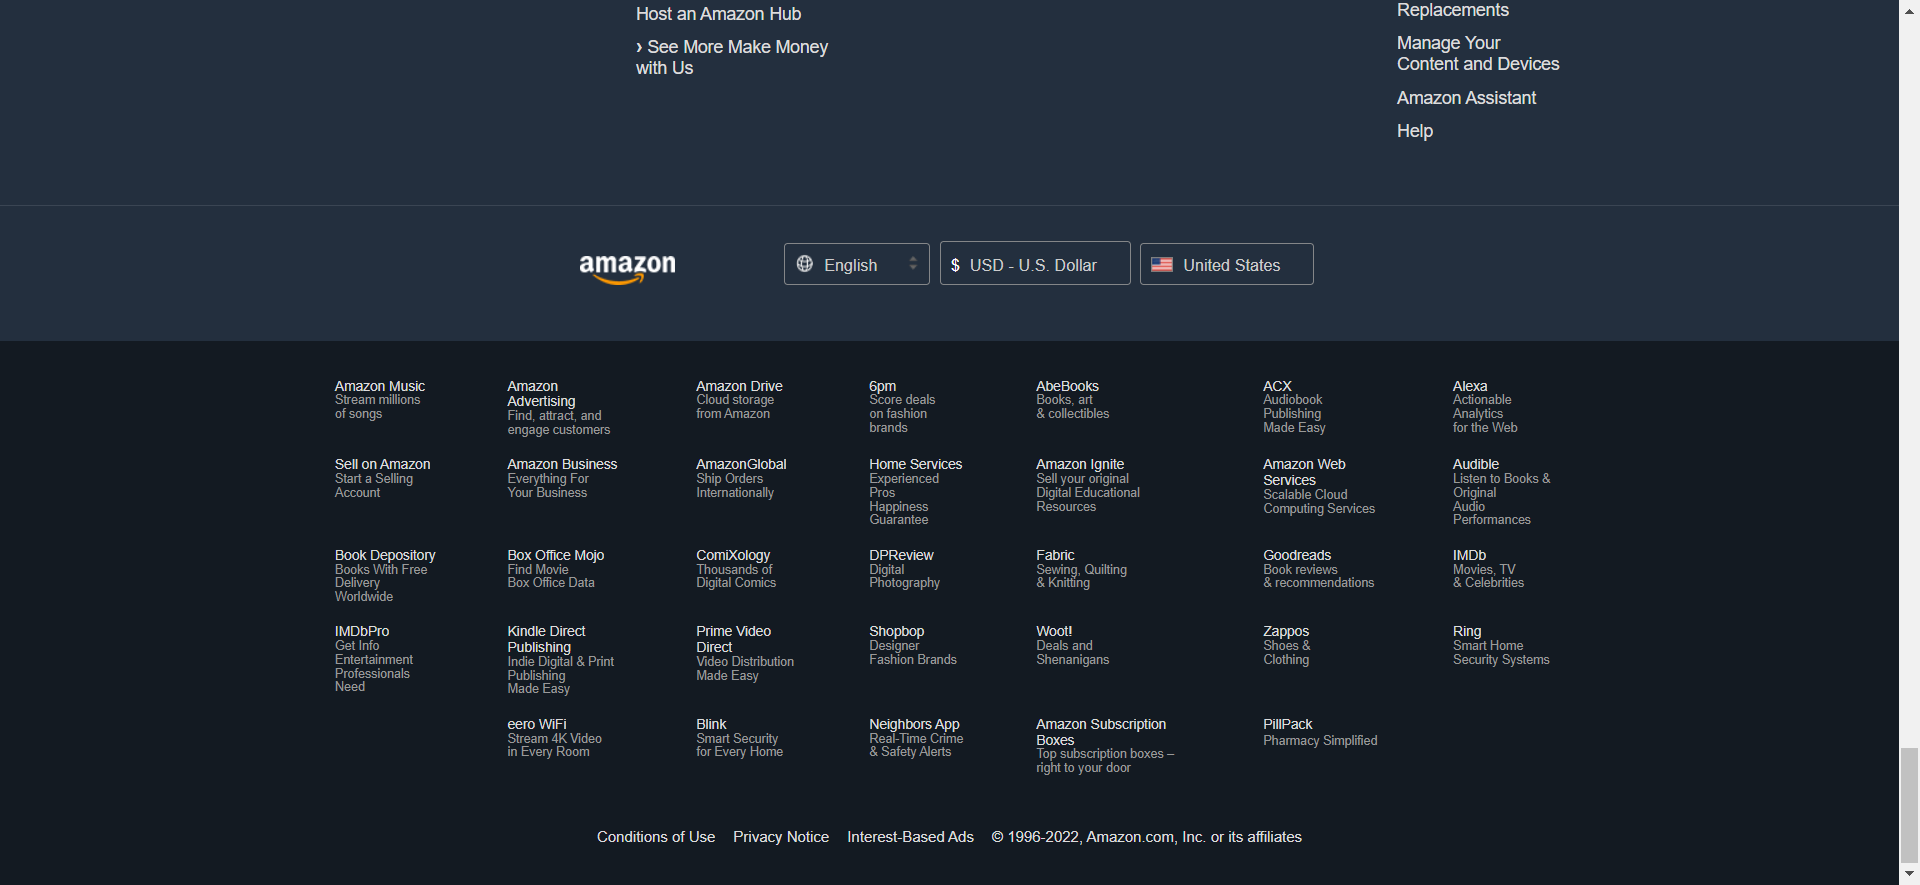 Host an Amazon Hub
› See More Make Money
with Us
Replacements
Manage Your
Content and Devices
Amazon Assistant
Help
amazon
English
$ USD - U.S. Dollar
United States
Amazon Music
Stream millions
of songs
Amazon
Advertising
Find, attract, and
engage customers
Amazon Drive
Cloud storage
from Amazon
6pm
Score deals
on fashion
brands
AbeBooks
Books, art
& collectibles
ACX
Audiobook
Publishing
Made Easy
Alexa
Actionable
Analytics
for the Web
Sell on Amazon
Start a Selling
Account
Amazon Business
Everything For
Your Business
AmazonGlobal
Ship Orders
Internationally
Home Services
Experienced
Pros
Happiness
Guarantee
Amazon Ignite
Sell your original
Digital Educational
Resources
Amazon Web
Services
Scalable Cloud
Computing Services
Audible
Listen to Books &
Original
Audio
Performances
Book Depository
Books With Free
Delivery
Worldwide
Box Office Mojo
Find Movie
Box Office Data
ComiXology
Thousands of
Digital Comics
DPReview
Digital
Photography
Fabric
Sewing, Quilting
& Knitting
Goodreads
Book reviews
& recommendations
IMDb
Movies, TV
& Celebrities
IMDbPro
Get Info
Entertainment
Professionals
Need
Kindle Direct
Publishing
Indie Digital & Print
Publishing
Made Easy
Prime Video
Direct
Video Distribution
Made Easy
Shopbop
Designer
Fashion Brands
Woot!
Deals and
Shenanigans
Zappos
Shoes &
Clothing
Ring
Smart Home
Security Systems
eero WiFi
Stream 4K Video
in Every Room
Blink
Smart Security
for Every Home
Neighbors App
Real-Time Crime
& Safety Alerts
Amazon Subscription
Boxes
Top subscription boxes –
right to your door
PillPack
Pharmacy Simplified
Conditions of Use Privacy Notice Interest-Based Ads © 1996-2022, Amazon.com, Inc. or its affiliates